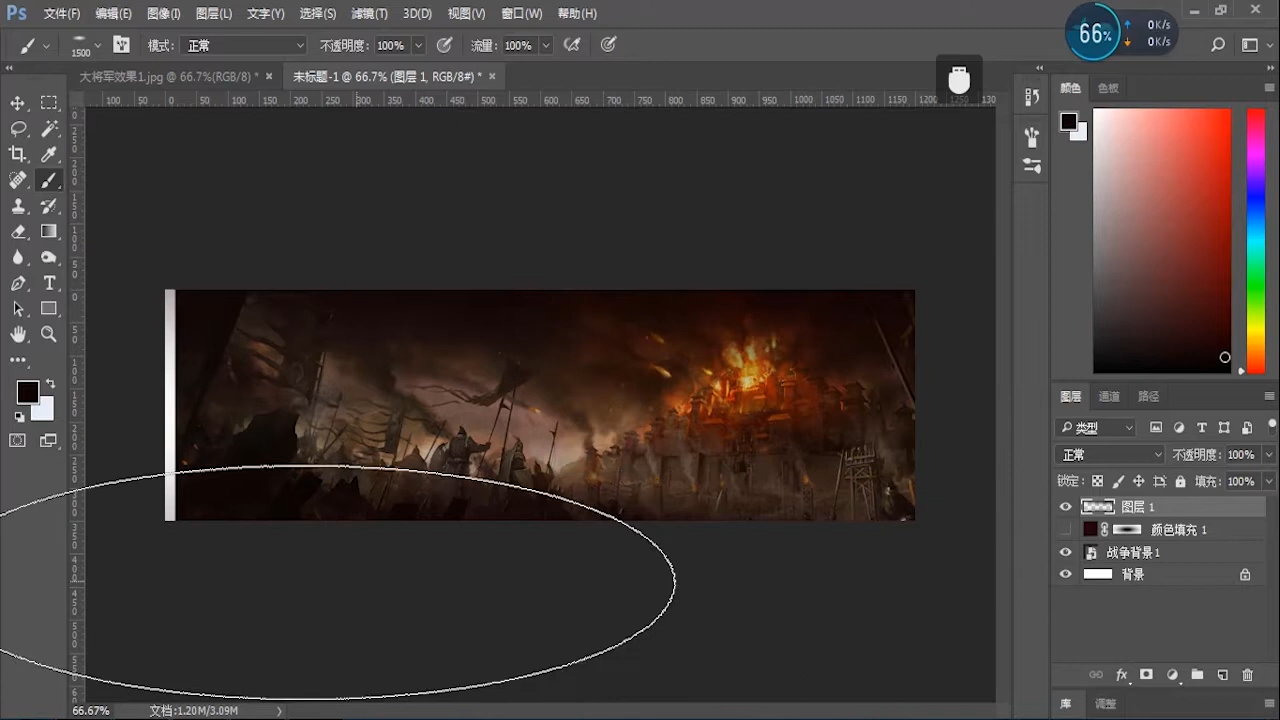 Ps 文件(F) 编辑(E) 图像(I) 图层(L) 文字(Y) 选择(S) 滤镜(T) 3D(D) 视图(V) 窗口(W) 帮助(H)
66% 0K/s
0K/s
1500 模式: 正常 不透明度: 100% 流量: 100%
大将军效果1.jpg @ 66.7%(RGB/8) * × 未标题-1 @ 66.7% (图层 1, RGB/8#) * ×
100 50 0 50 100 150 200 250 300 350 400 450 500 550 600 650 700 750 800 850 900 950 1000 1050 1100 1150 1200 1250 130
颜色 色板
图层 通道 路径
类型
正常 不透明度: 100%
锁定: 填充: 100%
图层 1
颜色填充 1
战争背景1
背景
fx
66.67% 文档:1.20M/3.09M
库 调整